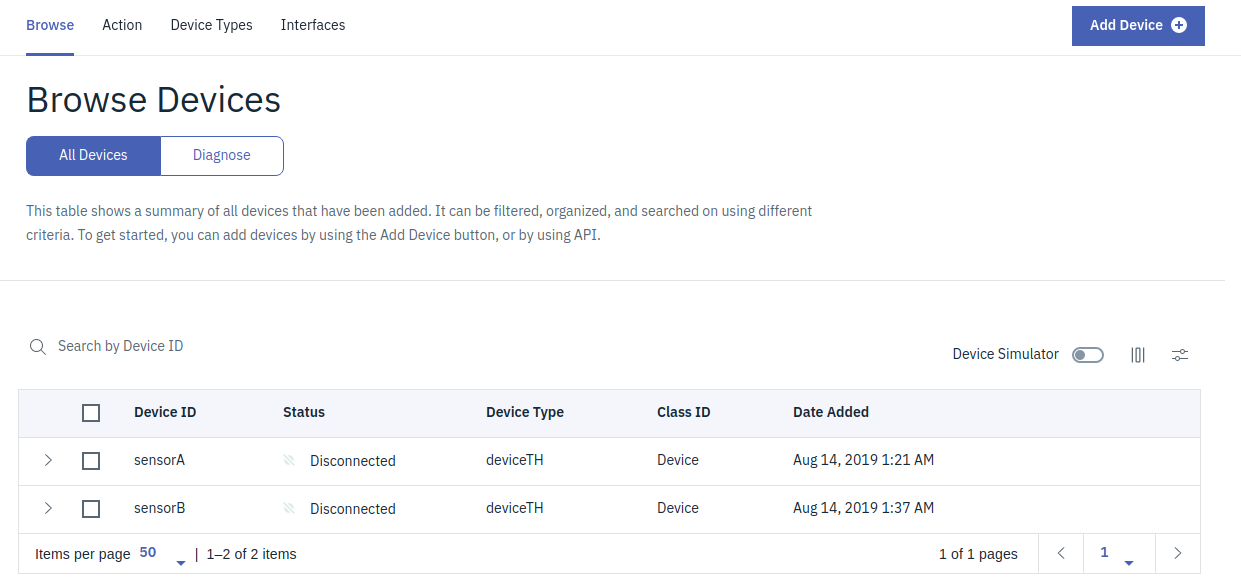 Browse Action Device Types Interfaces Add Device
Browse Devices
All Devices Diagnose
This table shows a summary of all devices that have been added. It can be filtered, organized, and searched on using different
criteria. To get started, you can add devices by using the Add Device button, or by using API.
Search by Device ID
Device Simulator
Device ID Status Device Type Class ID Date Added
sensorA Disconnected deviceTH Device Aug 14, 2019 1:21 AM
sensorB Disconnected deviceTH Device Aug 14, 2019 1:37 AM
Items per page 50 | 1–2 of 2 items 1 of 1 pages 1